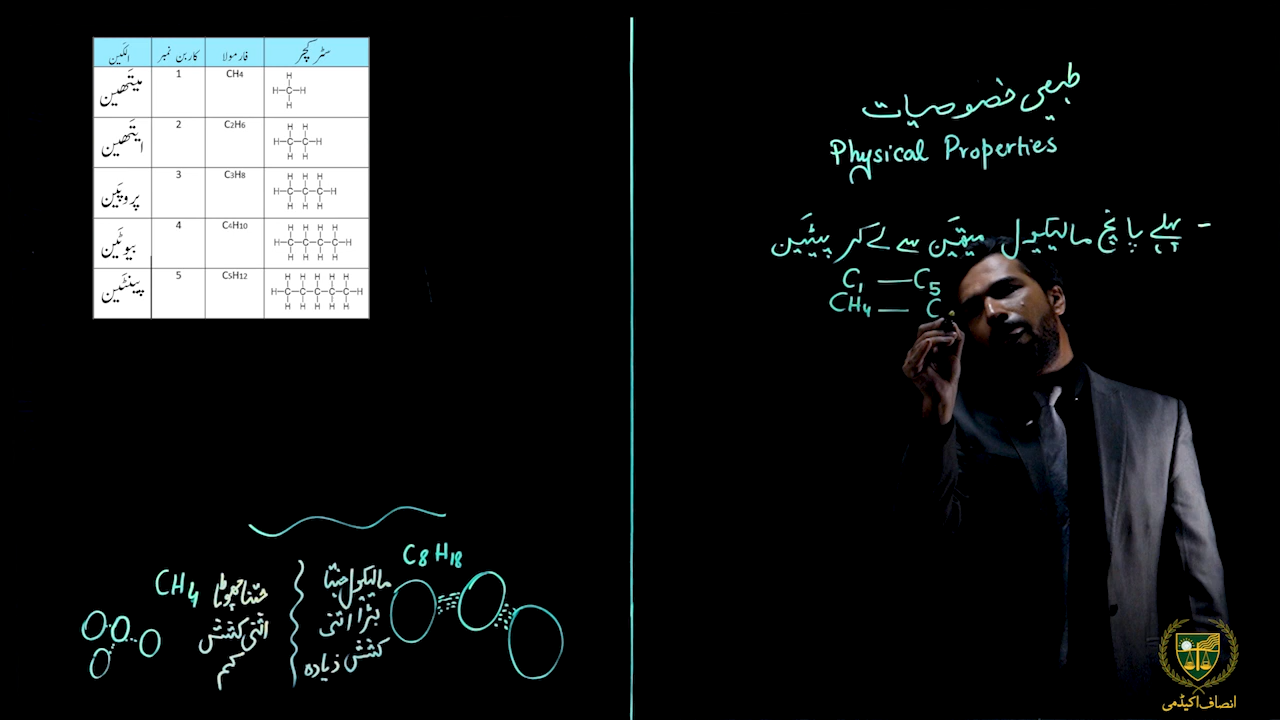 الکین کاربن نمبر فارمولا سٹرکچر
میتھین 1 CH4
ایتھین 2 C2H6
پروپین 3 C3H8
بیوٹین 4 C4H10
پینٹین 5 C5H12
طبعی خصوصیات
Physical Properties
- پہلے پانچ مالیکیول میتھین سے لے کر پینٹین
C1 — C5
CH4 — C
C8H18
مالیکیول جتنا
بڑا اتنی
کشش زیادہ
CH4
جتنا چھوٹا
اتنی کشش
کم
انصاف اکیڈمی